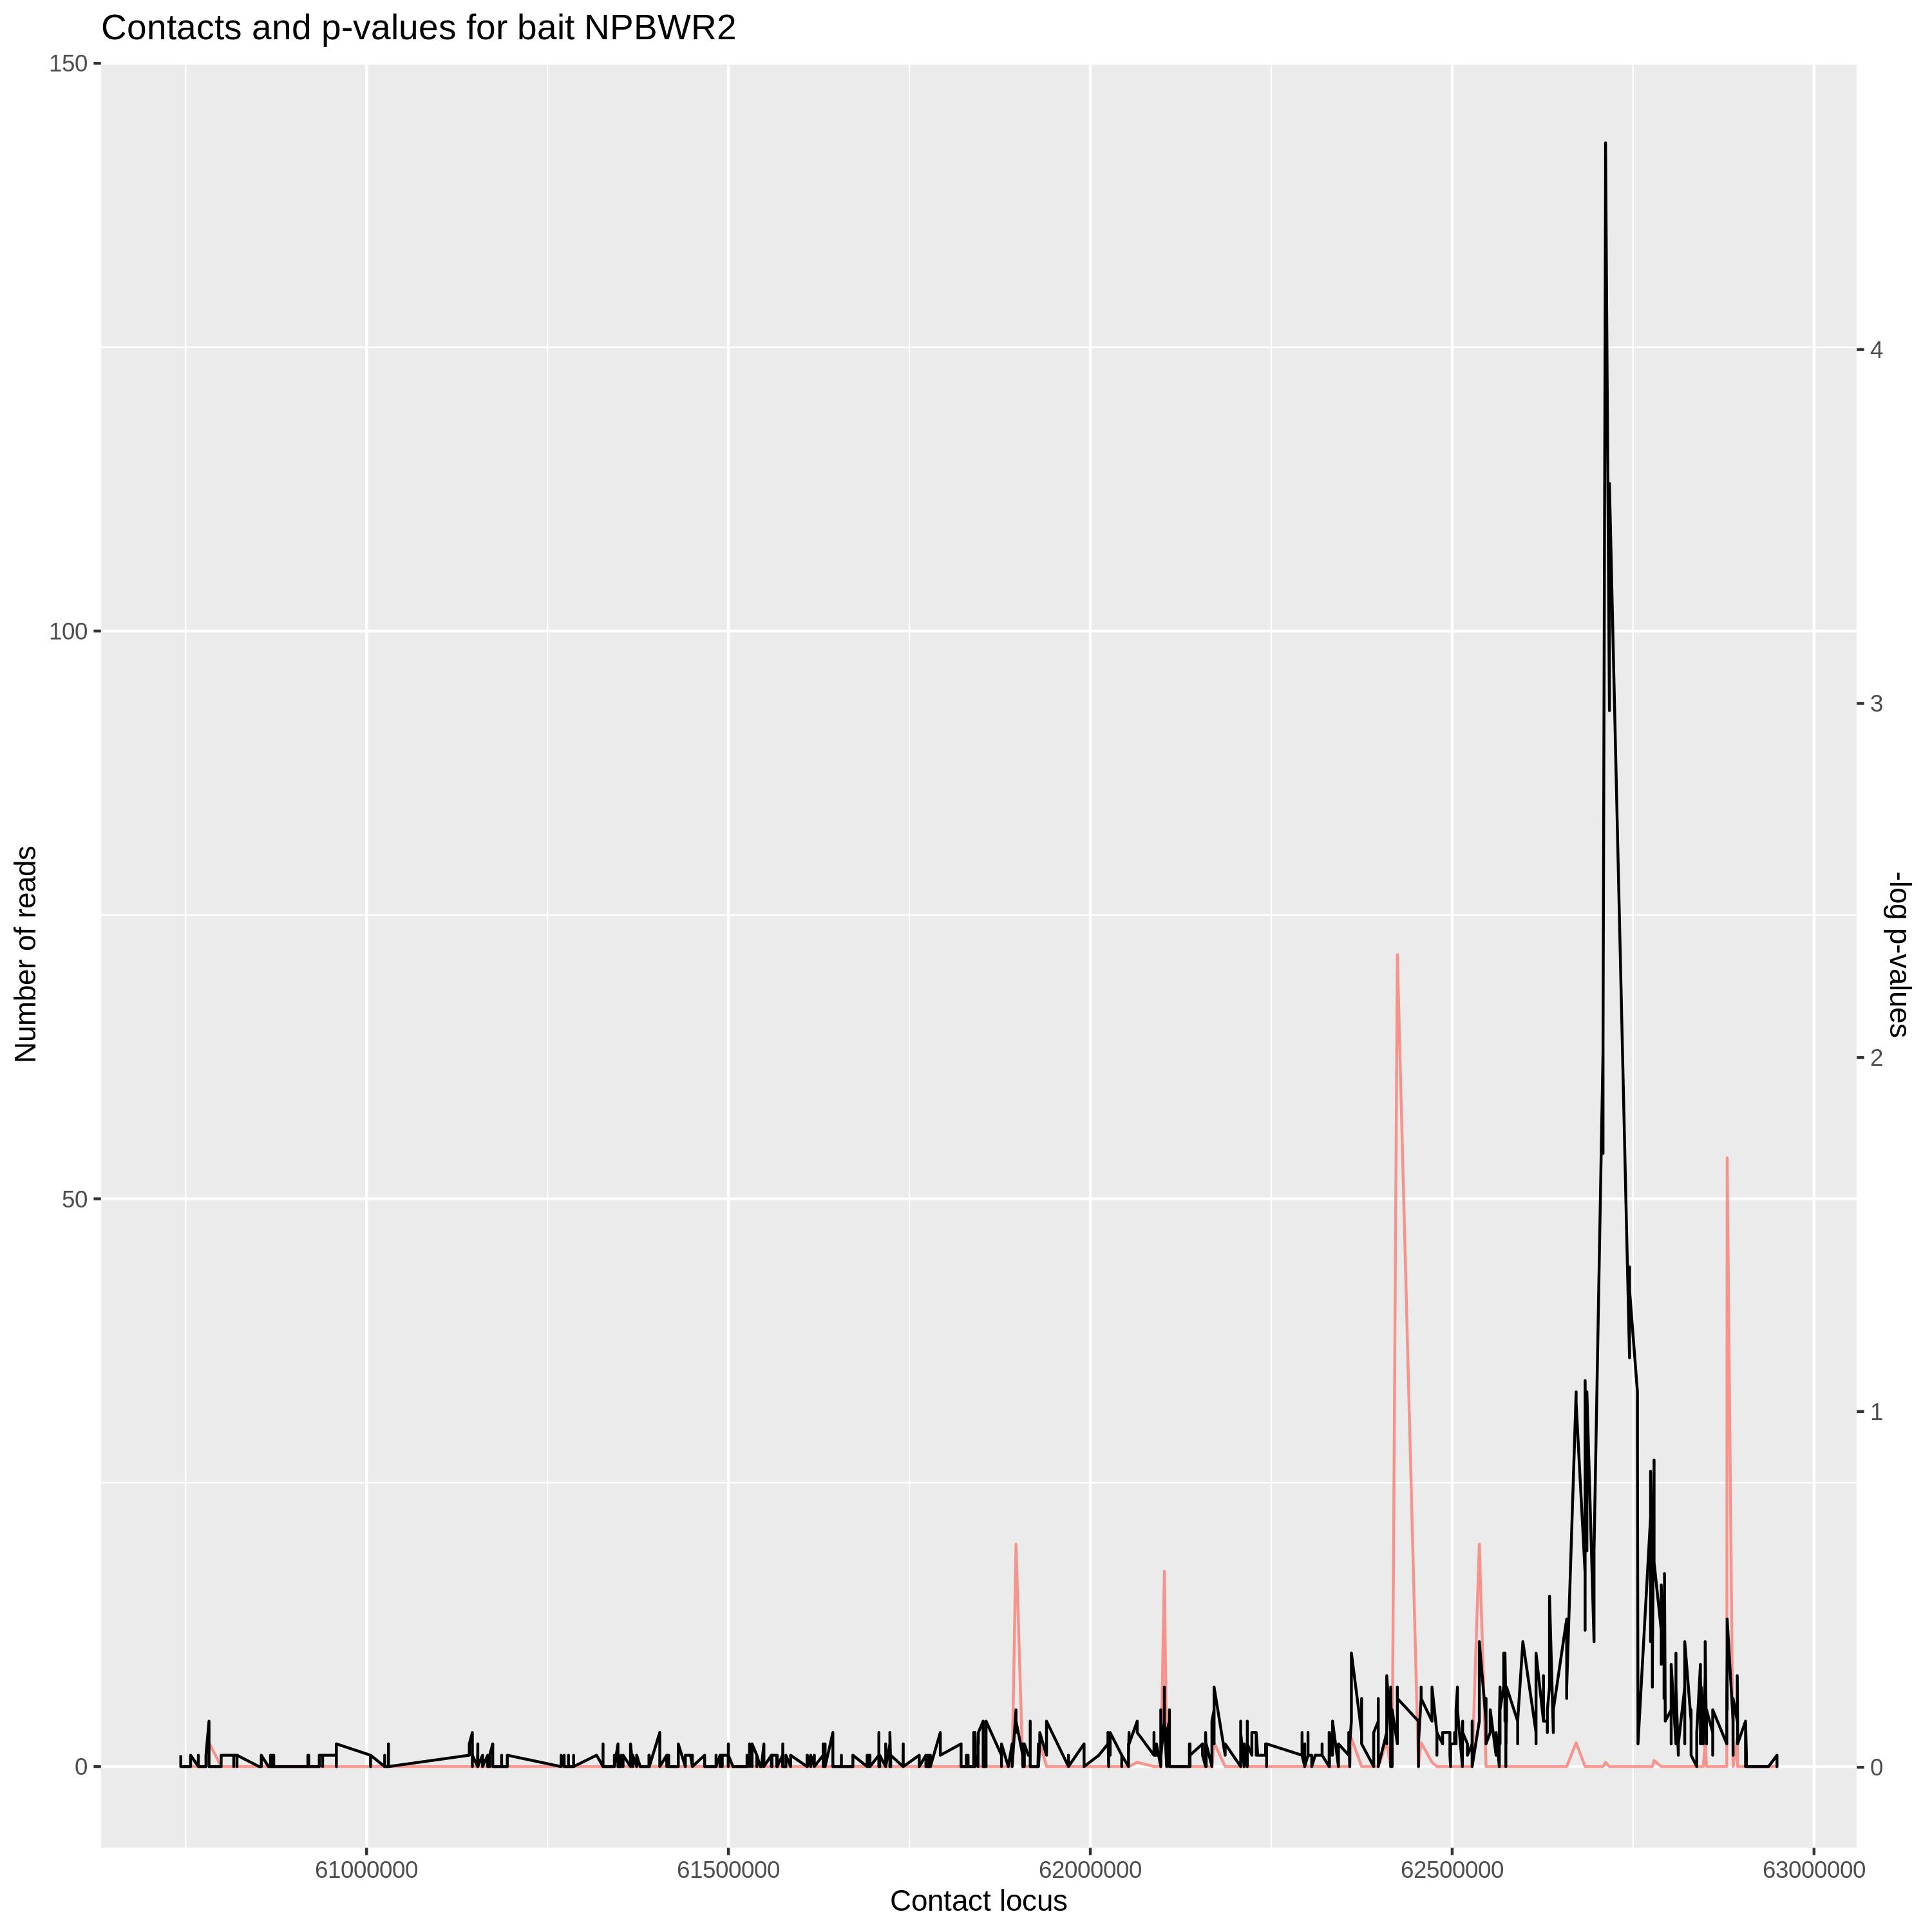 Contacts and p-values for bait NPBWR2
150
100
50
0
Number of reads
4
3
2
1
0
-log p-values
61000000 61500000 62000000 62500000 63000000
Contact locus